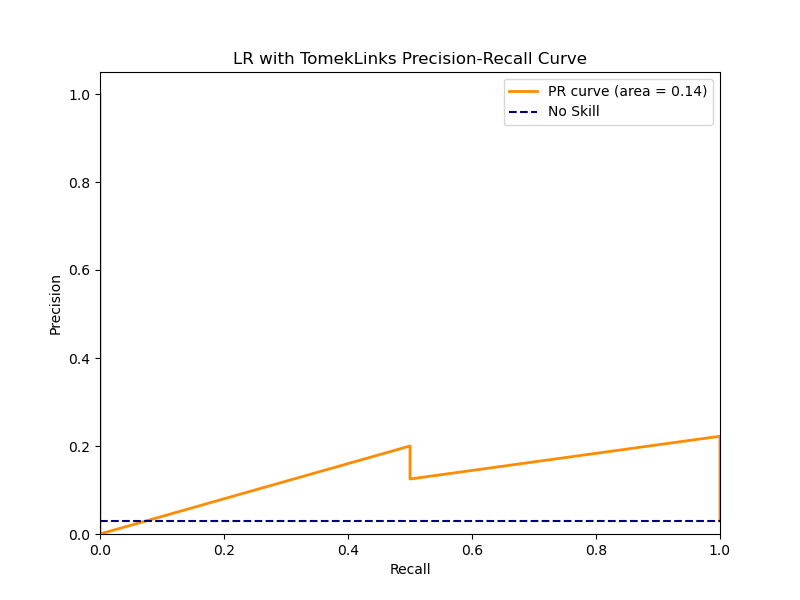 LR with TomekLinks Precision-Recall Curve
PR curve (area = 0.14)
No Skill
Precision
1.0
0.8
0.6
0.4
0.2
0.0
0.0 0.2 0.4 0.6 0.8 1.0
Recall